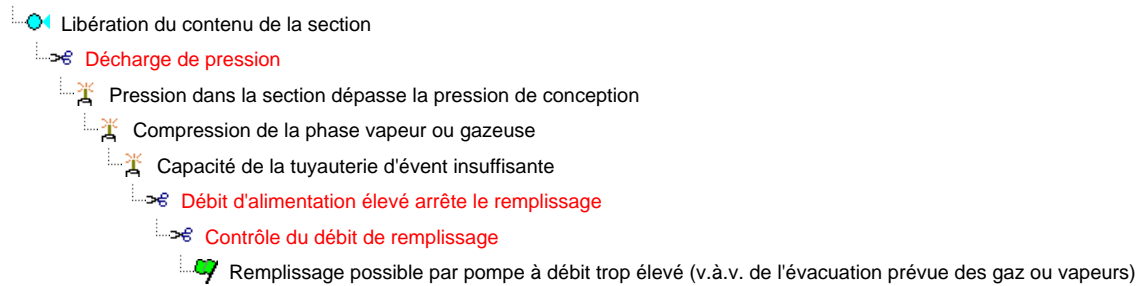 Libération du contenu de la section
Décharge de pression
Pression dans la section dépasse la pression de conception
Compression de la phase vapeur ou gazeuse
Capacité de la tuyauterie d'évent insuffisante
Débit d'alimentation élevé arrête le remplissage
Contrôle du débit de remplissage
Remplissage possible par pompe à débit trop élevé (v.à.v. de l'évacuation prévue des gaz ou vapeurs)